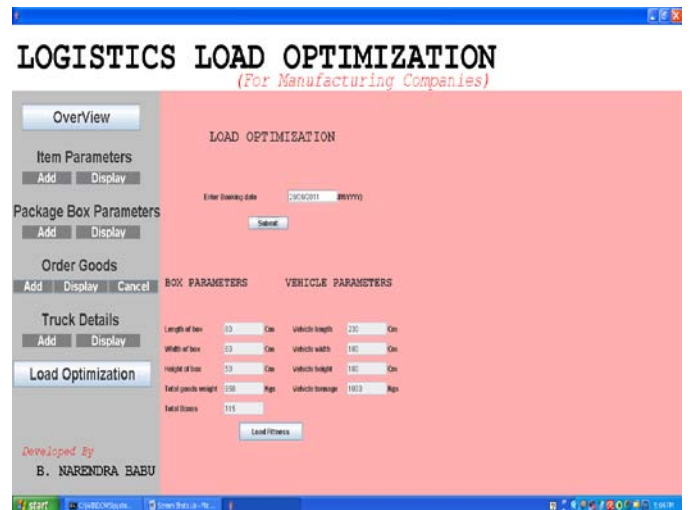 LOGISTICS LOAD OPTIMIZATION
(For Manufacturing Companies)
OverView
Item Parameters
Add Display
Package Box Parameters
Add Display
Order Goods
Add Display Cancel
Truck Details
Add Display
Load Optimization
Developed By
B. NARENDRA BABU
LOAD OPTIMIZATION
Enter Booking date
Submit
BOX PARAMETERS VEHICLE PARAMETERS
Length of box Cm Vehicle length Cm
Width of box Cm Vehicle width Cm
Height of box Cm Vehicle height Cm
Total goods weight Kgs Vehicle tonnage Kgs
Total Boxes 115
Load Fitness
start